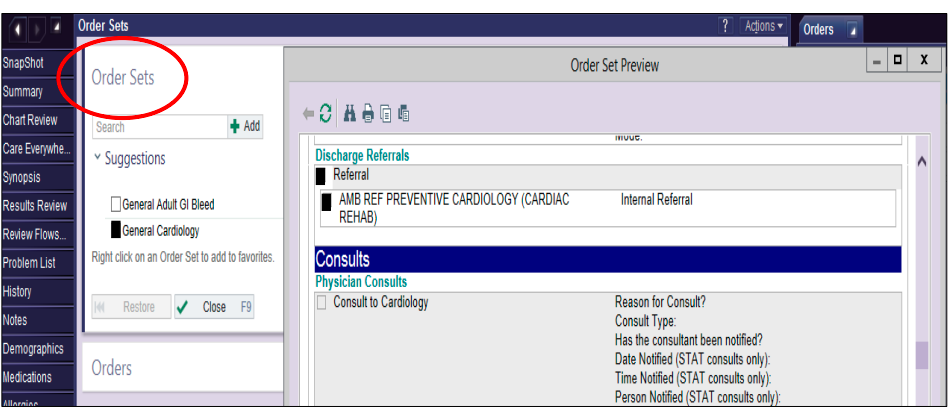 Order Sets
? Actions
Orders
SnapShot
Summary
Chart Review
Care Everywhe...
Synopsis
Results Review
Review Flows...
Problem List
History
Notes
Demographics
Medications
Allergies
Order Sets
Search
Add
Suggestions
General Adult GI Bleed
General Cardiology
Right click on an Order Set to add to favorites.
Restore
Close F9
Orders
Order Set Preview
X
Mode:
Discharge Referrals
Referral
AMB REF PREVENTIVE CARDIOLOGY (CARDIAC
REHAB)
Internal Referral
Consults
Physician Consults
Consult to Cardiology
Reason for Consult?
Consult Type:
Has the consultant been notified?
Date Notified (STAT consults only):
Time Notified (STAT consults only):
Person Notified (STAT consults only):